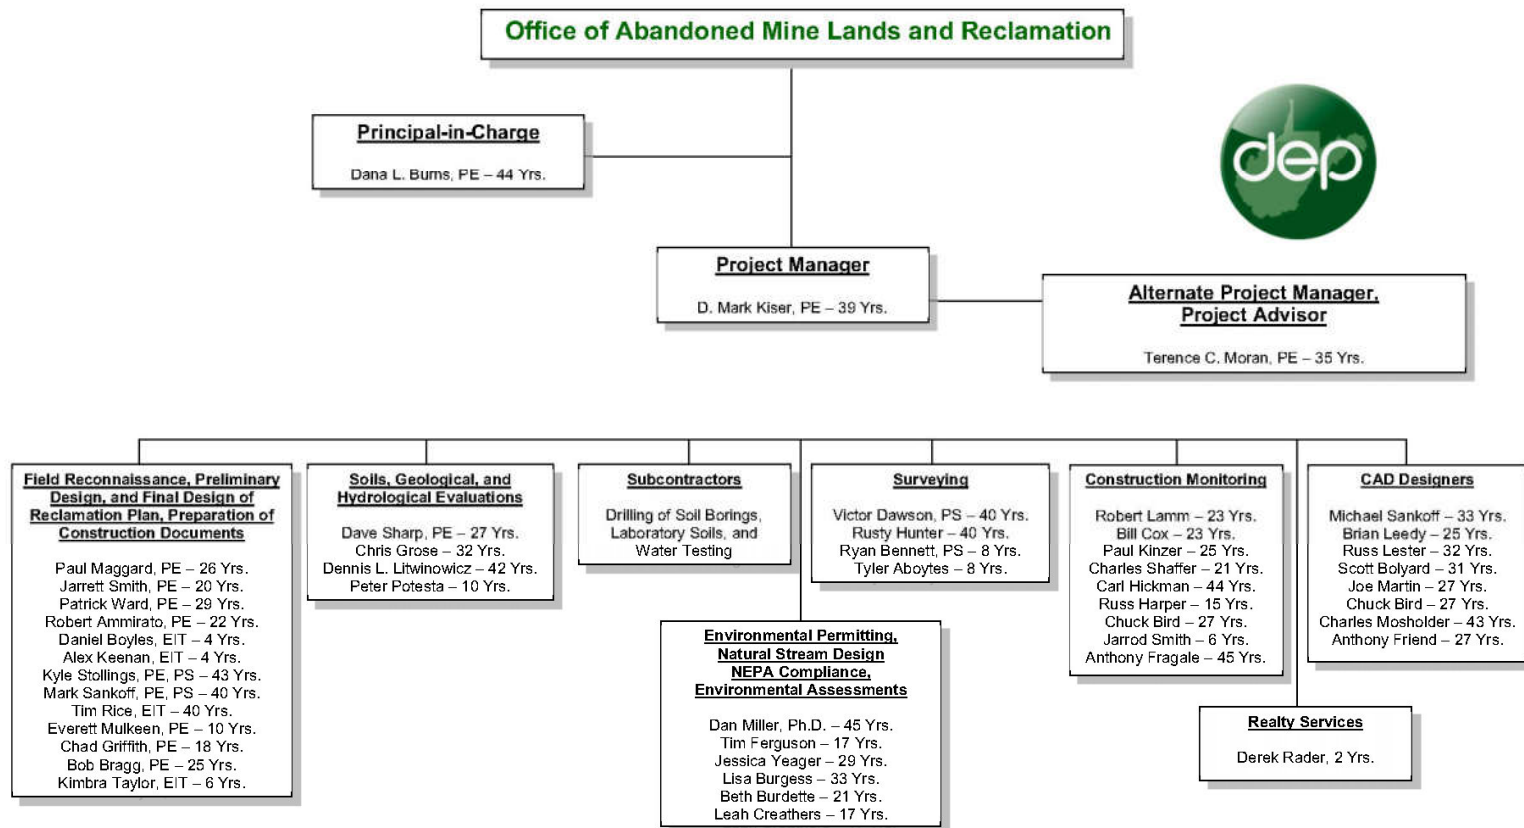 Office of Abandoned Mine Lands and Reclamation
Principal-in-Charge
Dana L. Burns, PE – 44 Yrs.
dep
Project Manager
D. Mark Kiser, PE – 39 Yrs.
Alternate Project Manager,
Project Advisor
Terence C. Moran, PE – 35 Yrs.
Field Reconnaissance, Preliminary
Design, and Final Design of
Reclamation Plan, Preparation of
Construction Documents
Paul Maggard, PE – 26 Yrs.
Jarrett Smith, PE – 20 Yrs.
Patrick Ward, PE – 29 Yrs.
Robert Ammirato, PE – 22 Yrs.
Daniel Boyles, EIT – 4 Yrs.
Alex Keenan, EIT – 4 Yrs.
Kyle Stollings, PE, PS – 43 Yrs.
Mark Sankoff, PE, PS – 40 Yrs.
Tim Rice, EIT – 40 Yrs.
Everett Mulkeen, PE – 10 Yrs.
Chad Griffith, PE – 18 Yrs.
Bob Bragg, PE – 25 Yrs.
Kimbra Taylor, EIT – 6 Yrs.
Soils, Geological, and
Hydrological Evaluations
Dave Sharp, PE – 27 Yrs.
Chris Grose – 32 Yrs.
Dennis L. Litwinowicz – 42 Yrs.
Peter Potesta – 10 Yrs.
Subcontractors
Drilling of Soil Borings,
Laboratory Soils, and
Water Testing
Environmental Permitting,
Natural Stream Design
NEPA Compliance,
Environmental Assessments
Dan Miller, Ph.D. – 45 Yrs.
Tim Ferguson – 17 Yrs.
Jessica Yeager – 29 Yrs.
Lisa Burgess – 33 Yrs.
Beth Burdette – 21 Yrs.
Leah Creathers – 17 Yrs.
Surveying
Victor Dawson, PS – 40 Yrs.
Rusty Hunter – 40 Yrs.
Ryan Bennett, PS – 8 Yrs.
Tyler Aboytes – 8 Yrs.
Construction Monitoring
Robert Lamm – 23 Yrs.
Bill Cox – 23 Yrs.
Paul Kinzer – 25 Yrs.
Charles Shaffer – 21 Yrs.
Carl Hickman – 44 Yrs.
Russ Harper – 15 Yrs.
Chuck Bird – 27 Yrs.
Jarrod Smith – 6 Yrs.
Anthony Fragale – 45 Yrs.
Realty Services
Derek Rader, 2 Yrs.
CAD Designers
Michael Sankoff – 33 Yrs.
Brian Leedy – 25 Yrs.
Russ Lester – 32 Yrs.
Scott Bolyard – 31 Yrs.
Joe Martin – 27 Yrs.
Chuck Bird – 27 Yrs.
Charles Mosholder – 43 Yrs.
Anthony Friend – 27 Yrs.